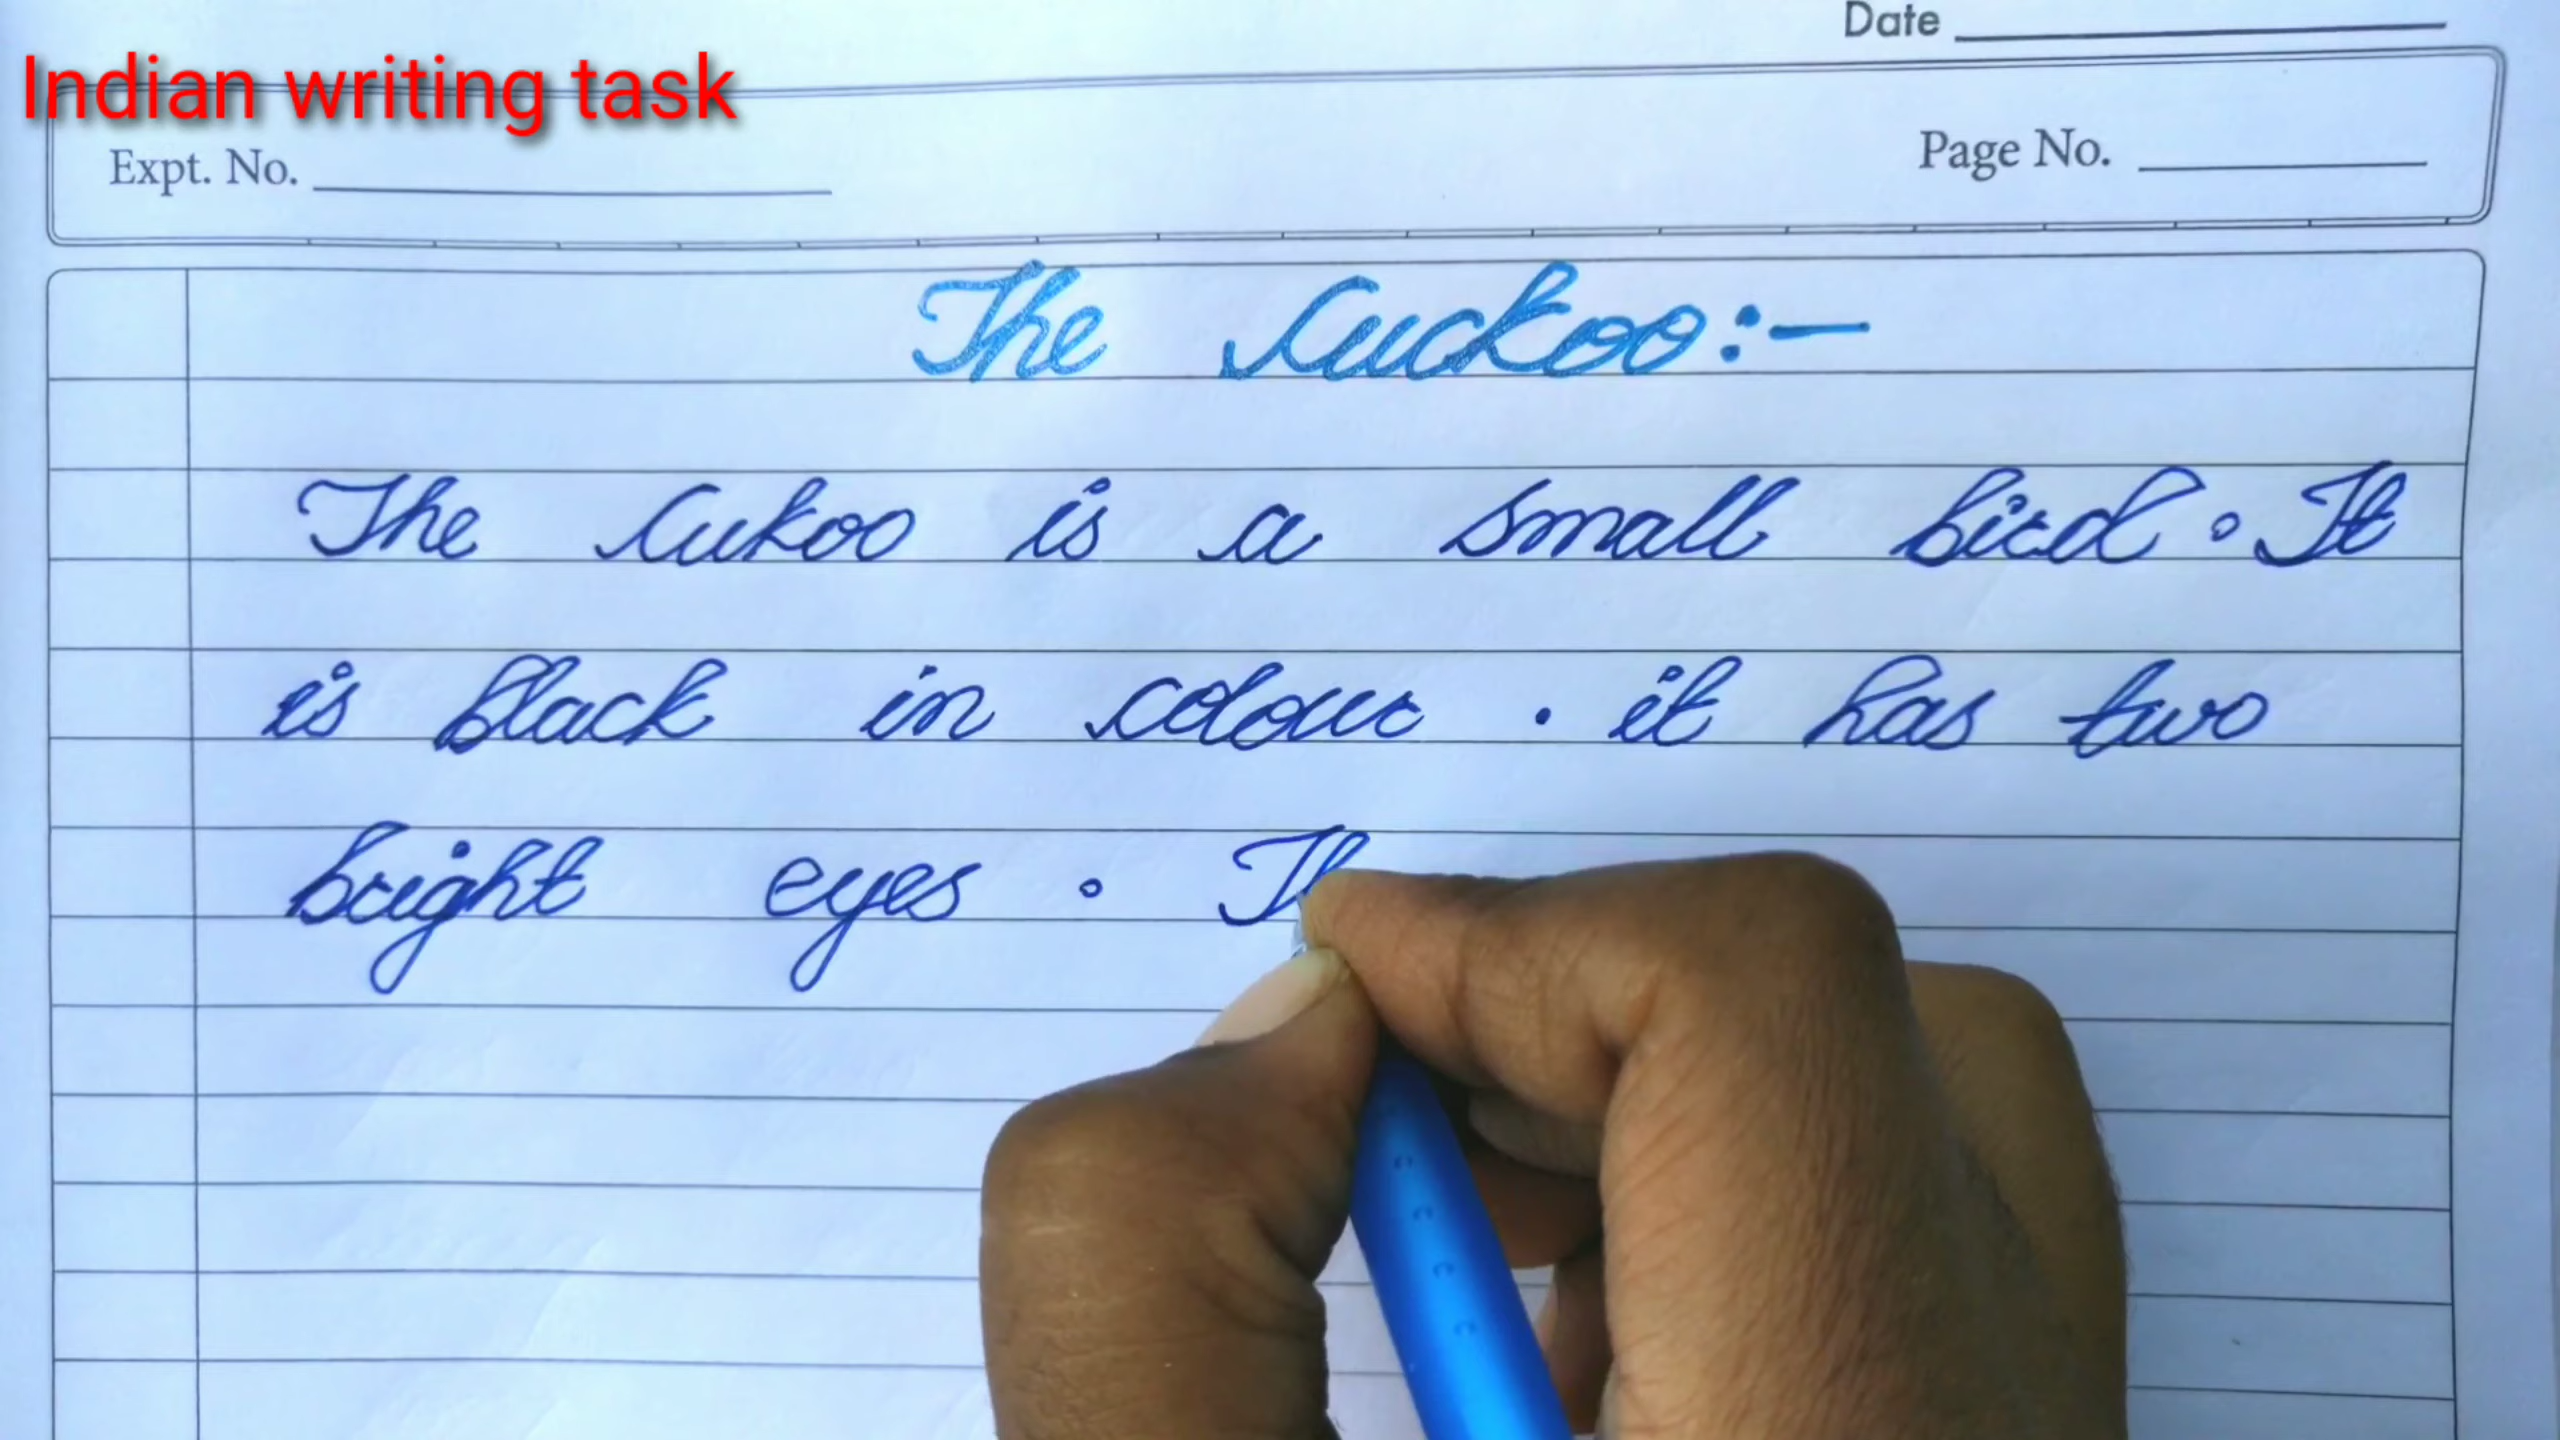 Date
Indian writing task
Expt. No.
Page No.
The Cuckoo:-
The Cukoo is a small bird. It
is black in colour. it has two
bright eyes. Th